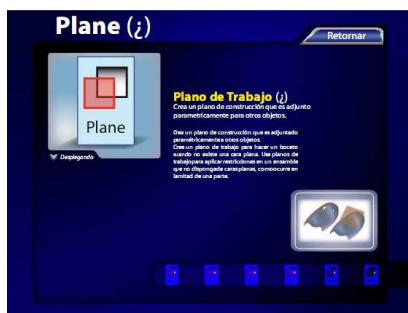 Plane (¿)
Retornar
Plane
Desplegando
Plano de Trabajo (¿)
Crea un plano de construcción que es adjunto
parametricamente para otros objetos.
Crea un plano de construcción que es adjuntado
paramétricamente a otros objetos.
Cree un plano de trabajo para hacer un boceto
cuando no existe una cara plana. Use planos de
trabajo para aplicar restricciones en un ensamble
que no dispongade caras planas, como ocurre en
la mitad de una parte.